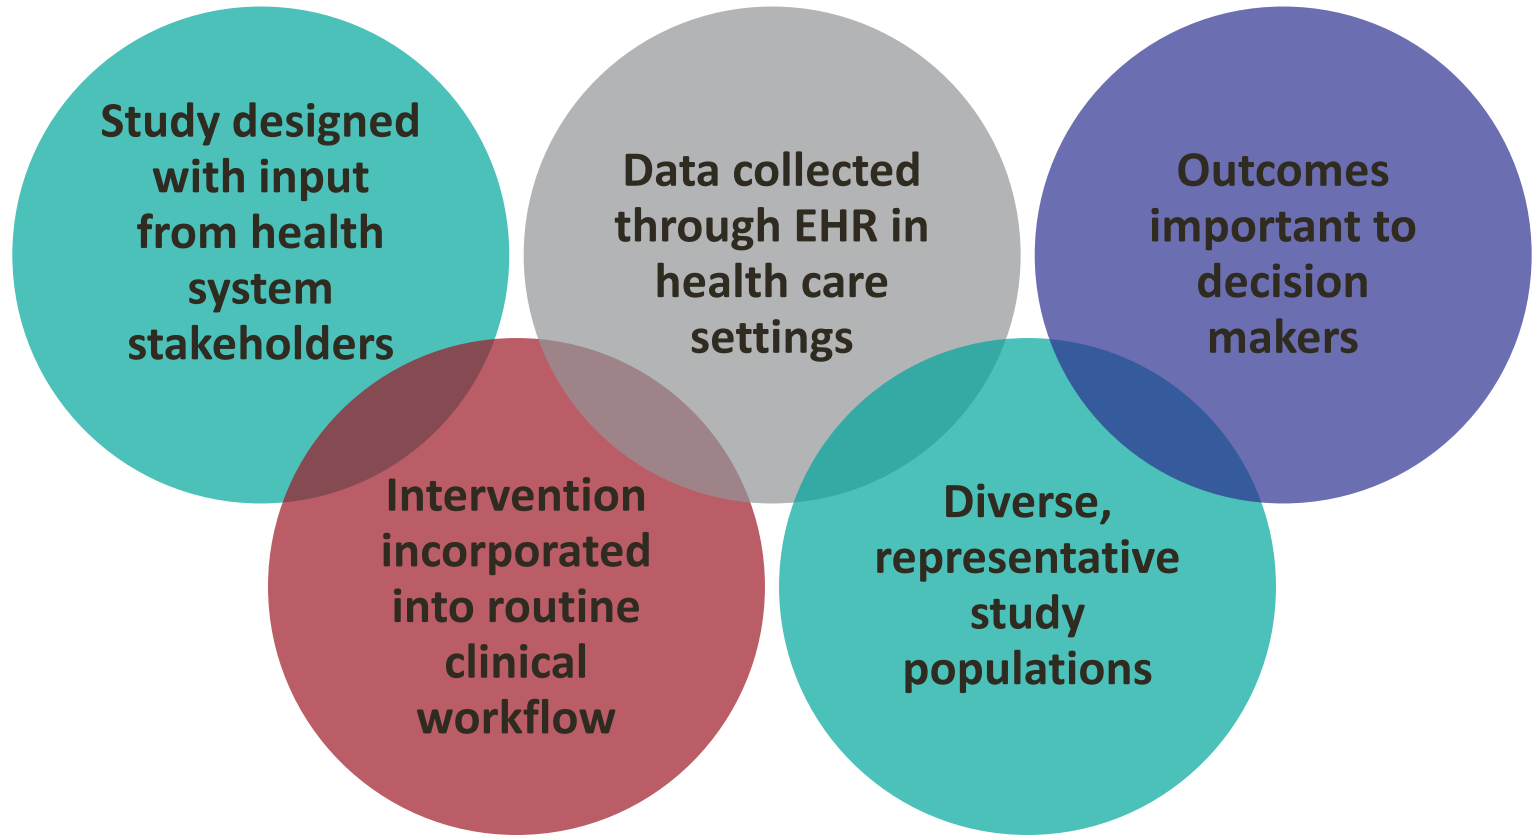 Study designed
with input
from health
system
stakeholders
Intervention
incorporated
into routine
clinical
workflow
Data collected
through EHR in
health care
settings
Diverse,
representative
study
populations
Outcomes
important to
decision
makers